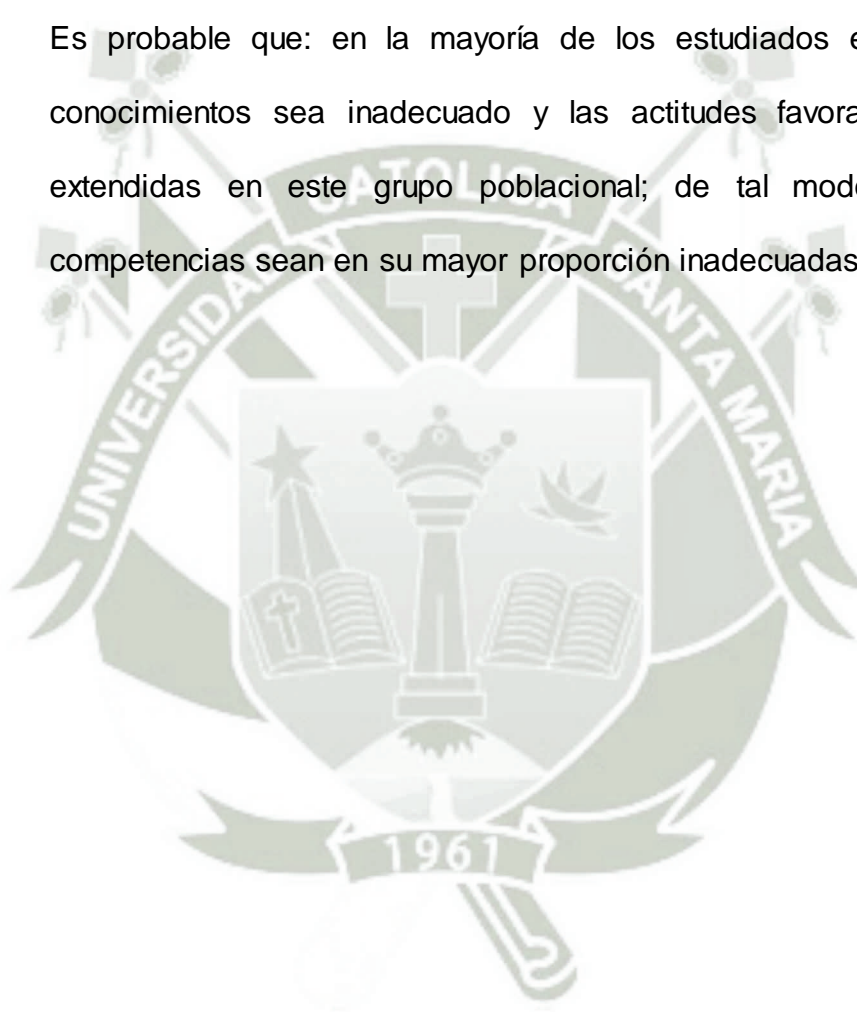 Es probable que: en la mayoría de los estudiados e
conocimientos sea inadecuado y las actitudes favora
extendidas en este grupo poblacional; de tal mod
competencias sean en su mayor proporción inadecuadas
UNIVERSIDAD CATOLICA SANTA MARIA
1961